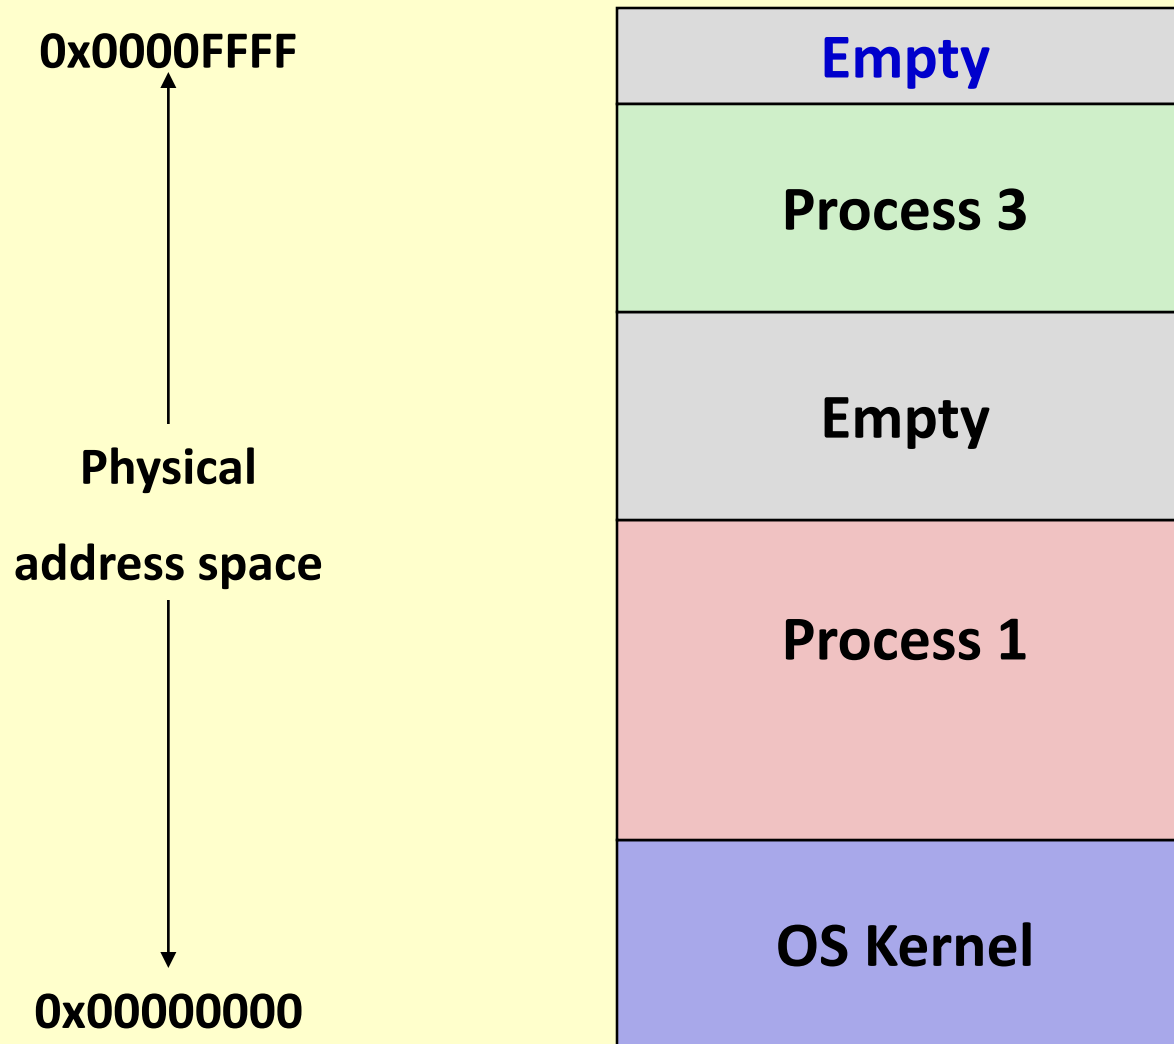 0x0000FFFF
Empty
Process 3
Empty
Physical
address space
Process 1
OS Kernel
0x00000000